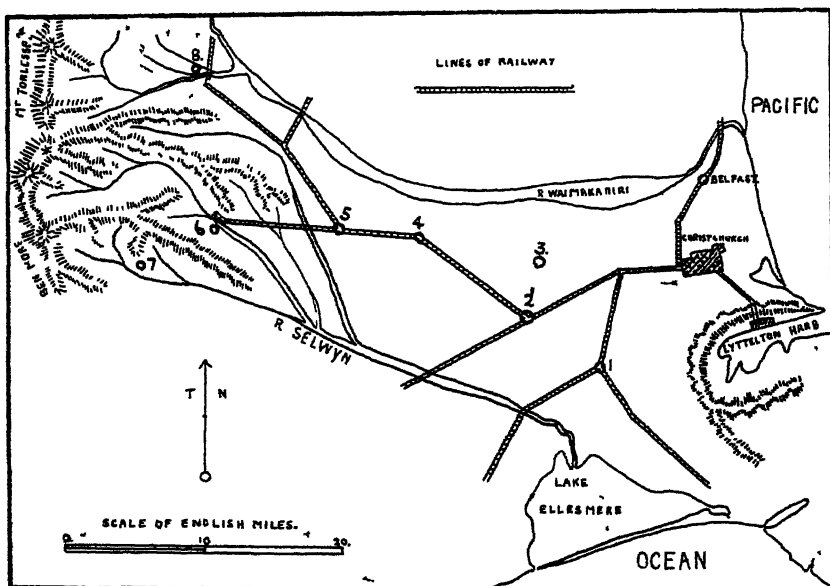 MT TORLESSE
8
9
LINES OF RAILWAY
PACIFIC
R WAIMAKARIRI
BELFAST
6
5
4
3
CHRISTCHURCH
BEN MORE
7
2
R SELWYN
LYTTELTON HARB
1
T N
LAKE
ELLESMERE
SCALE OF ENGLISH MILES.
0 10 20.
OCEAN